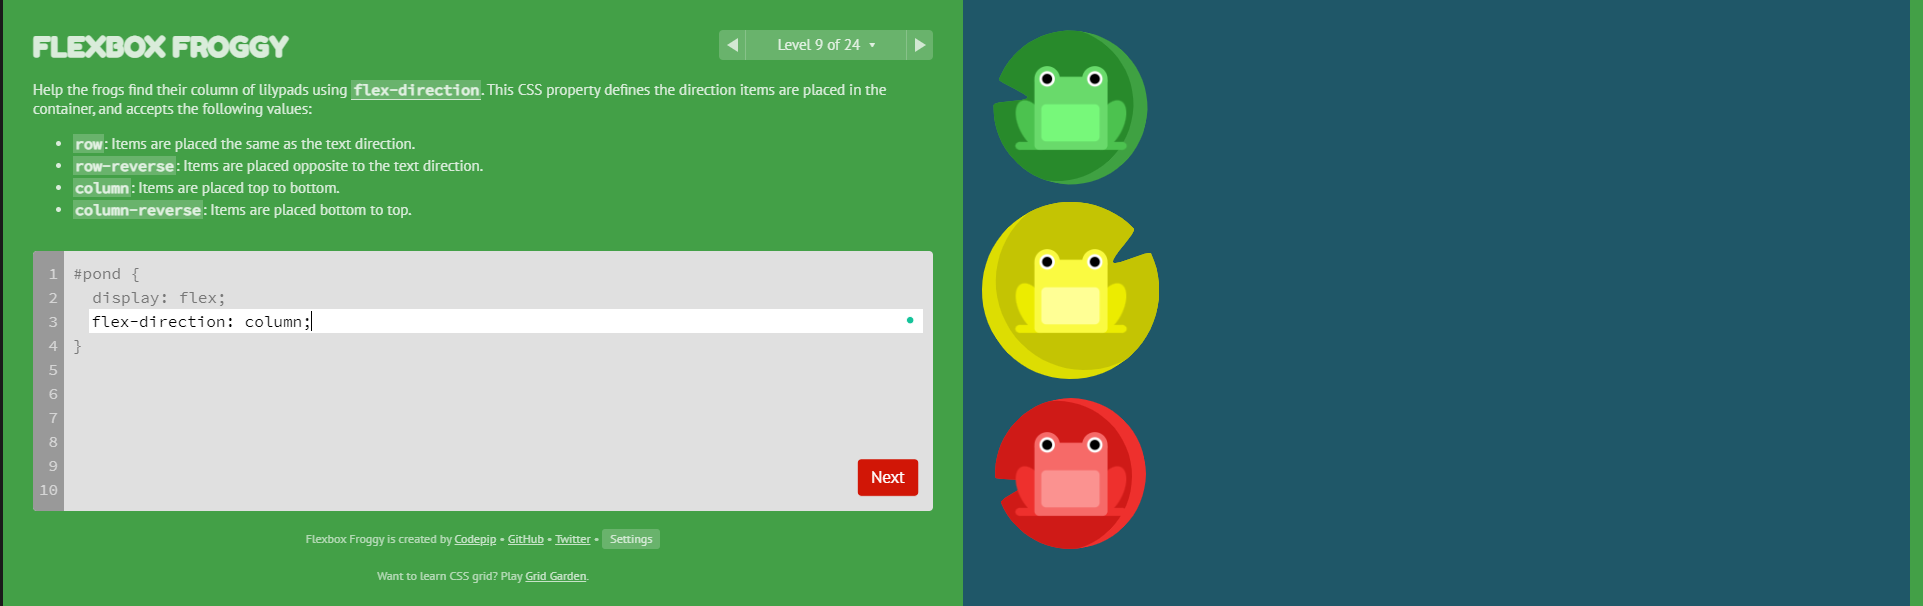 FLEXBOX FROGGY
Level 9 of 24
Help the frogs find their column of lilypads using flex-direction. This CSS property defines the direction items are placed in the
container, and accepts the following values:
• row: Items are placed the same as the text direction.
• row-reverse: Items are placed opposite to the text direction.
• column: Items are placed top to bottom.
• column-reverse: Items are placed bottom to top.
1 #pond {
2 display: flex;
3 flex-direction: column;
4 }
5
6
7
8
9
10
Next
Flexbox Froggy is created by Codepip • GitHub • Twitter • Settings
Want to learn CSS grid? Play Grid Garden.